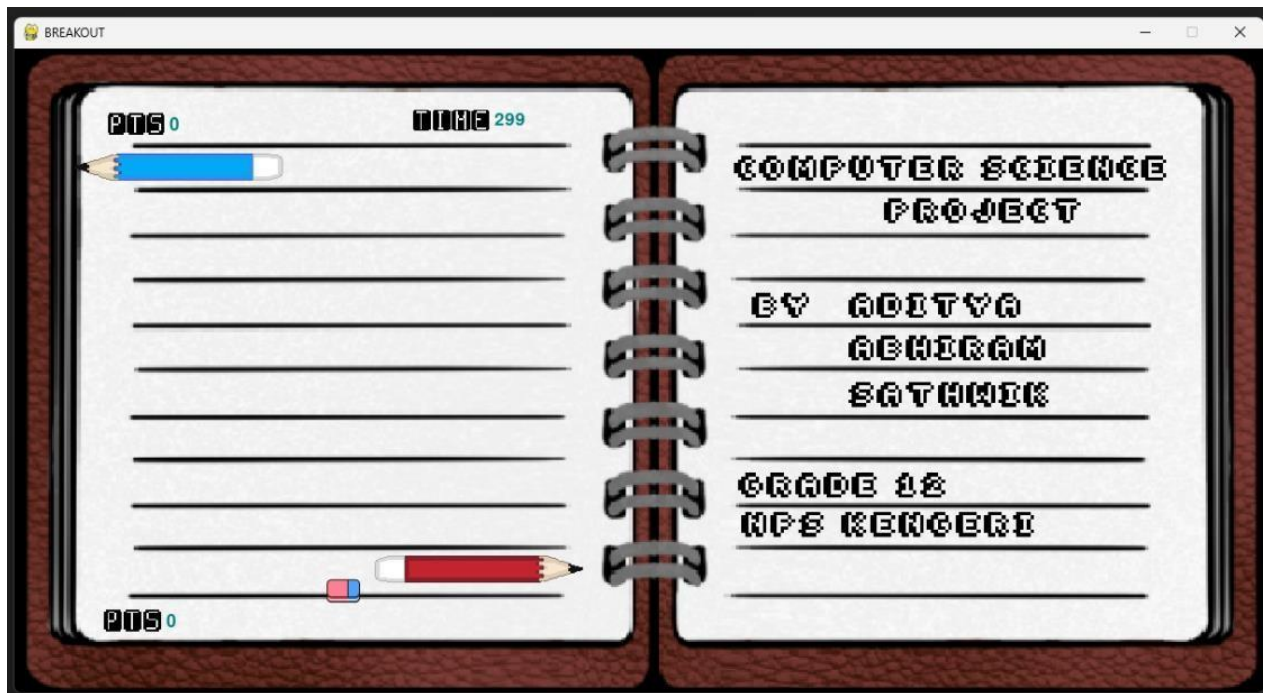 BREAKOUT
PTS 0
TIME 299
PTS 0
COMPUTER SCIENCE
PROJECT
BY ADITYA
ABHIRAM
SATHWIK
GRADE 12
NPS KENGERI